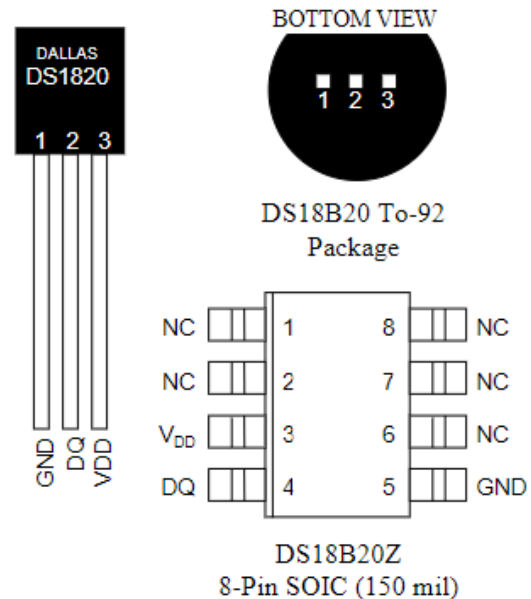 DALLAS
DS1820
1 2 3
GND
DQ
VDD
BOTTOM VIEW
1 2 3
DS18B20 To-92
Package
NC 1 8 NC
NC 2 7 NC
VDD 3 6 NC
DQ 4 5 GND
DS18B20Z
8-Pin SOIC (150 mil)